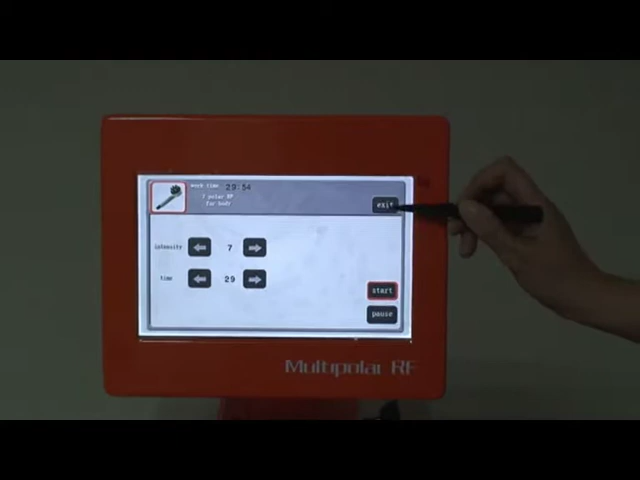 work time 29:54
7 polar RF
for body
exit
intensity 7
time 29
start
pause
Multipolar RF